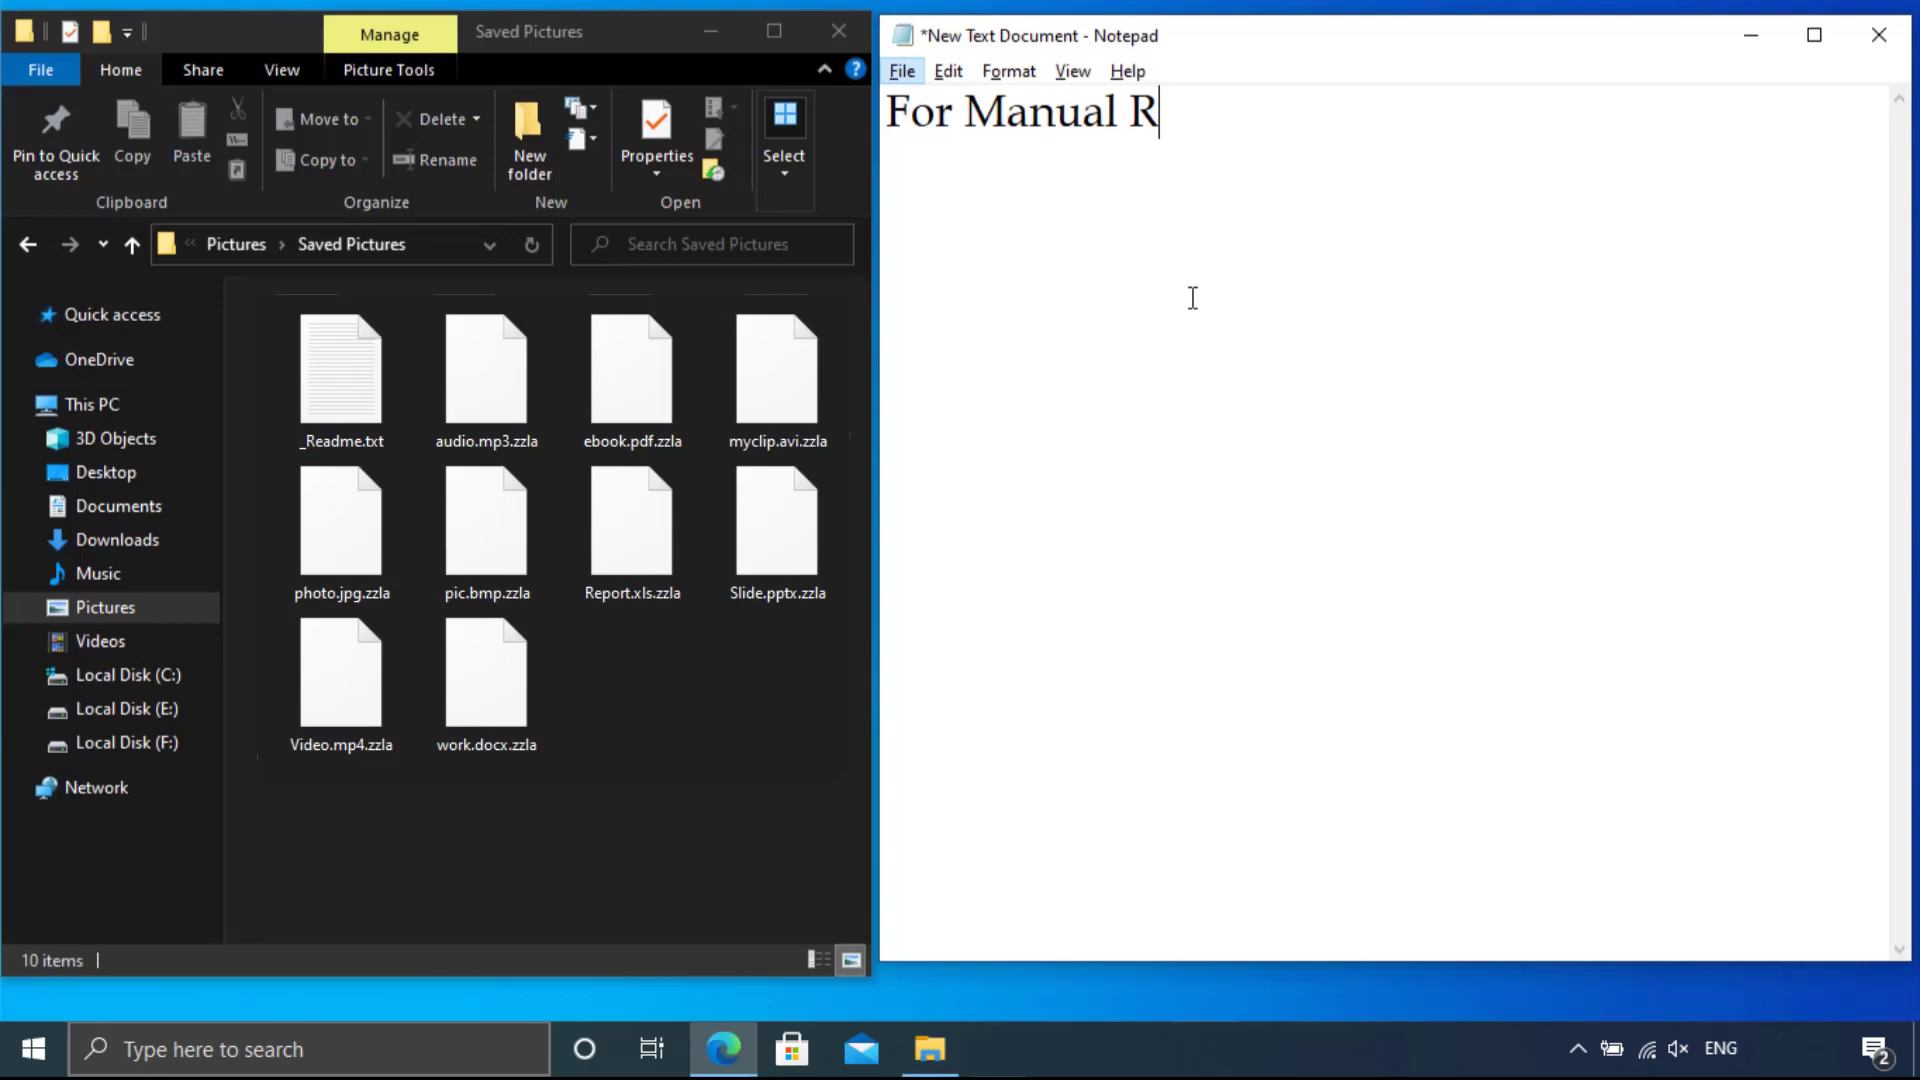 Manage
Saved Pictures
File
Home
Share
View
Picture Tools
Pin to Quick access
Copy
Paste
Move to
Copy to
Delete
Rename
New folder
Properties
Select
Clipboard
Organize
New
Open
Pictures
Saved Pictures
Search Saved Pictures
Quick access
OneDrive
This PC
3D Objects
Desktop
Documents
Downloads
Music
Pictures
Videos
Local Disk (C:)
Local Disk (E:)
Local Disk (F:)
Network
_Readme.txt
audio.mp3.zzla
ebook.pdf.zzla
myclip.avi.zzla
photo.jpg.zzla
pic.bmp.zzla
Report.xls.zzla
Slide.pptx.zzla
Video.mp4.zzla
work.docx.zzla
10 items
*New Text Document - Notepad
File
Edit
Format
View
Help
For Manual R
Type here to search
ENG
2